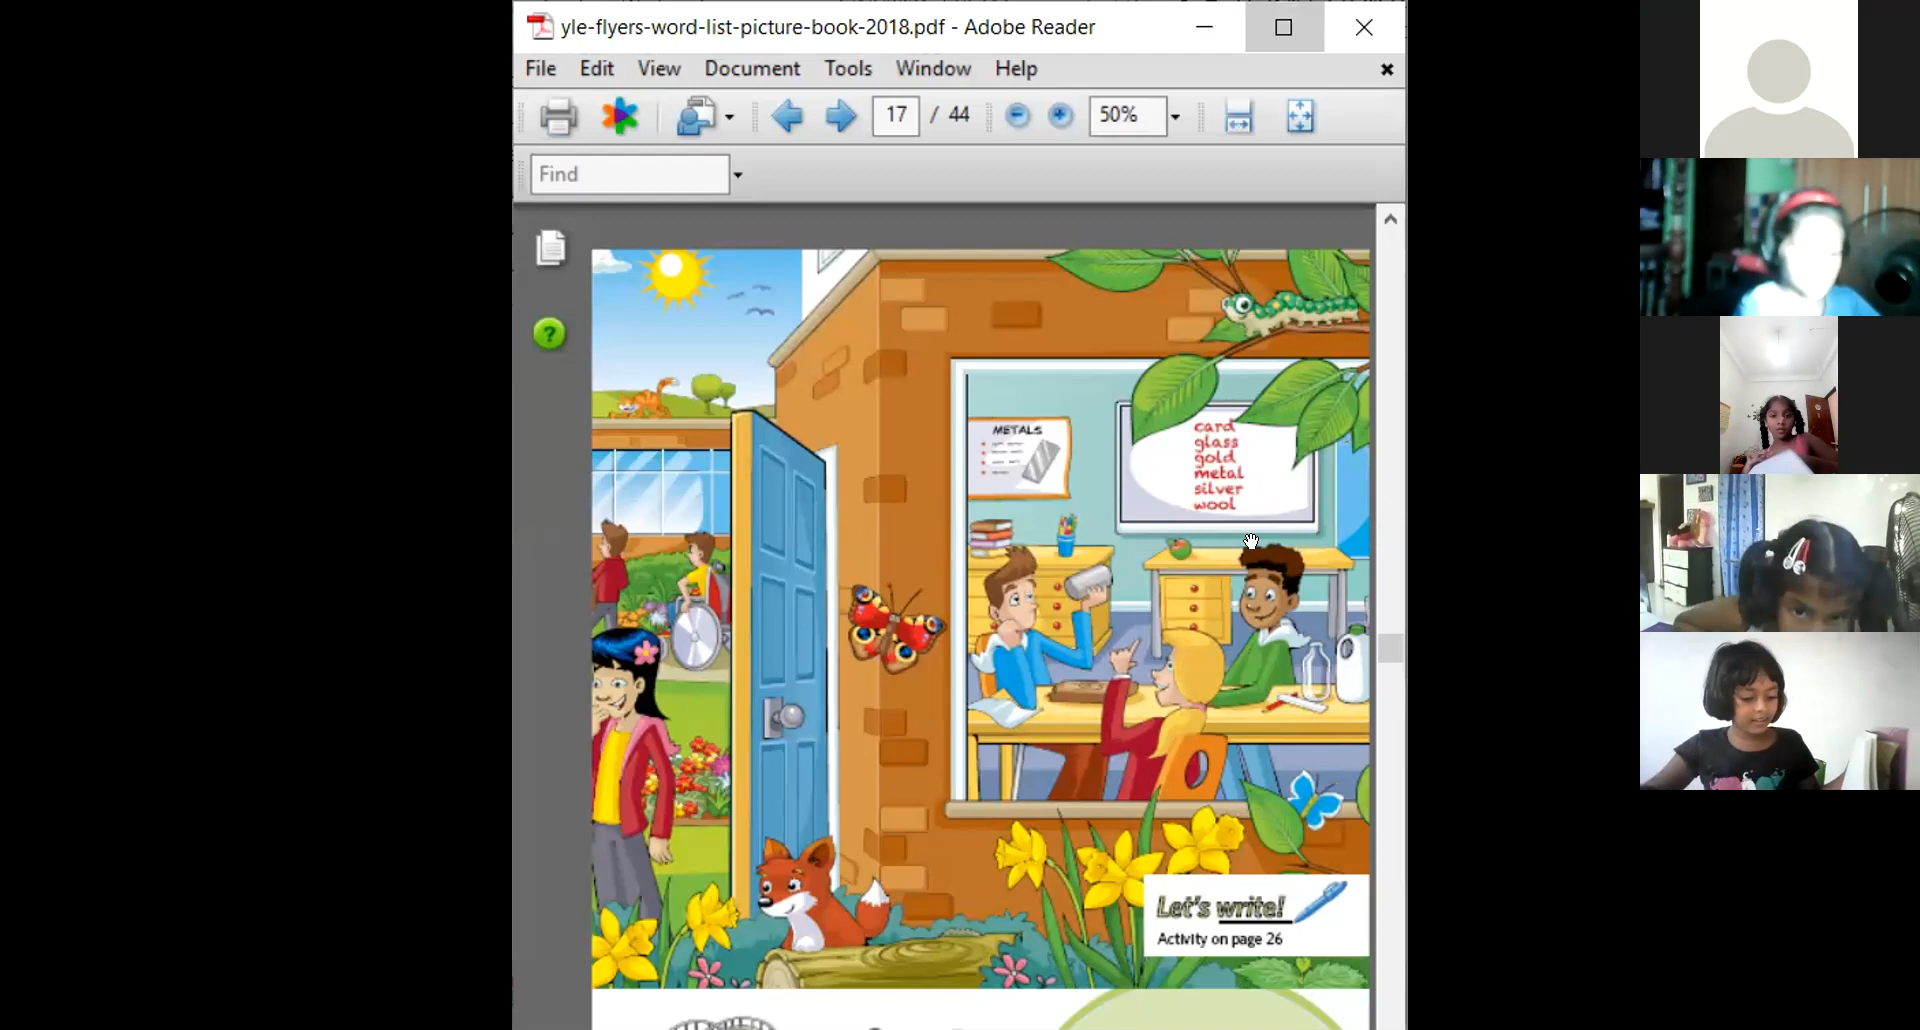 yle-flyers-word-list-picture-book-2018.pdf - Adobe Reader
File Edit View Document Tools Window Help
17 / 44 50%
Find
METALS
card
glass
gold
metal
silver
wool
Let's write!
Activity on page 26